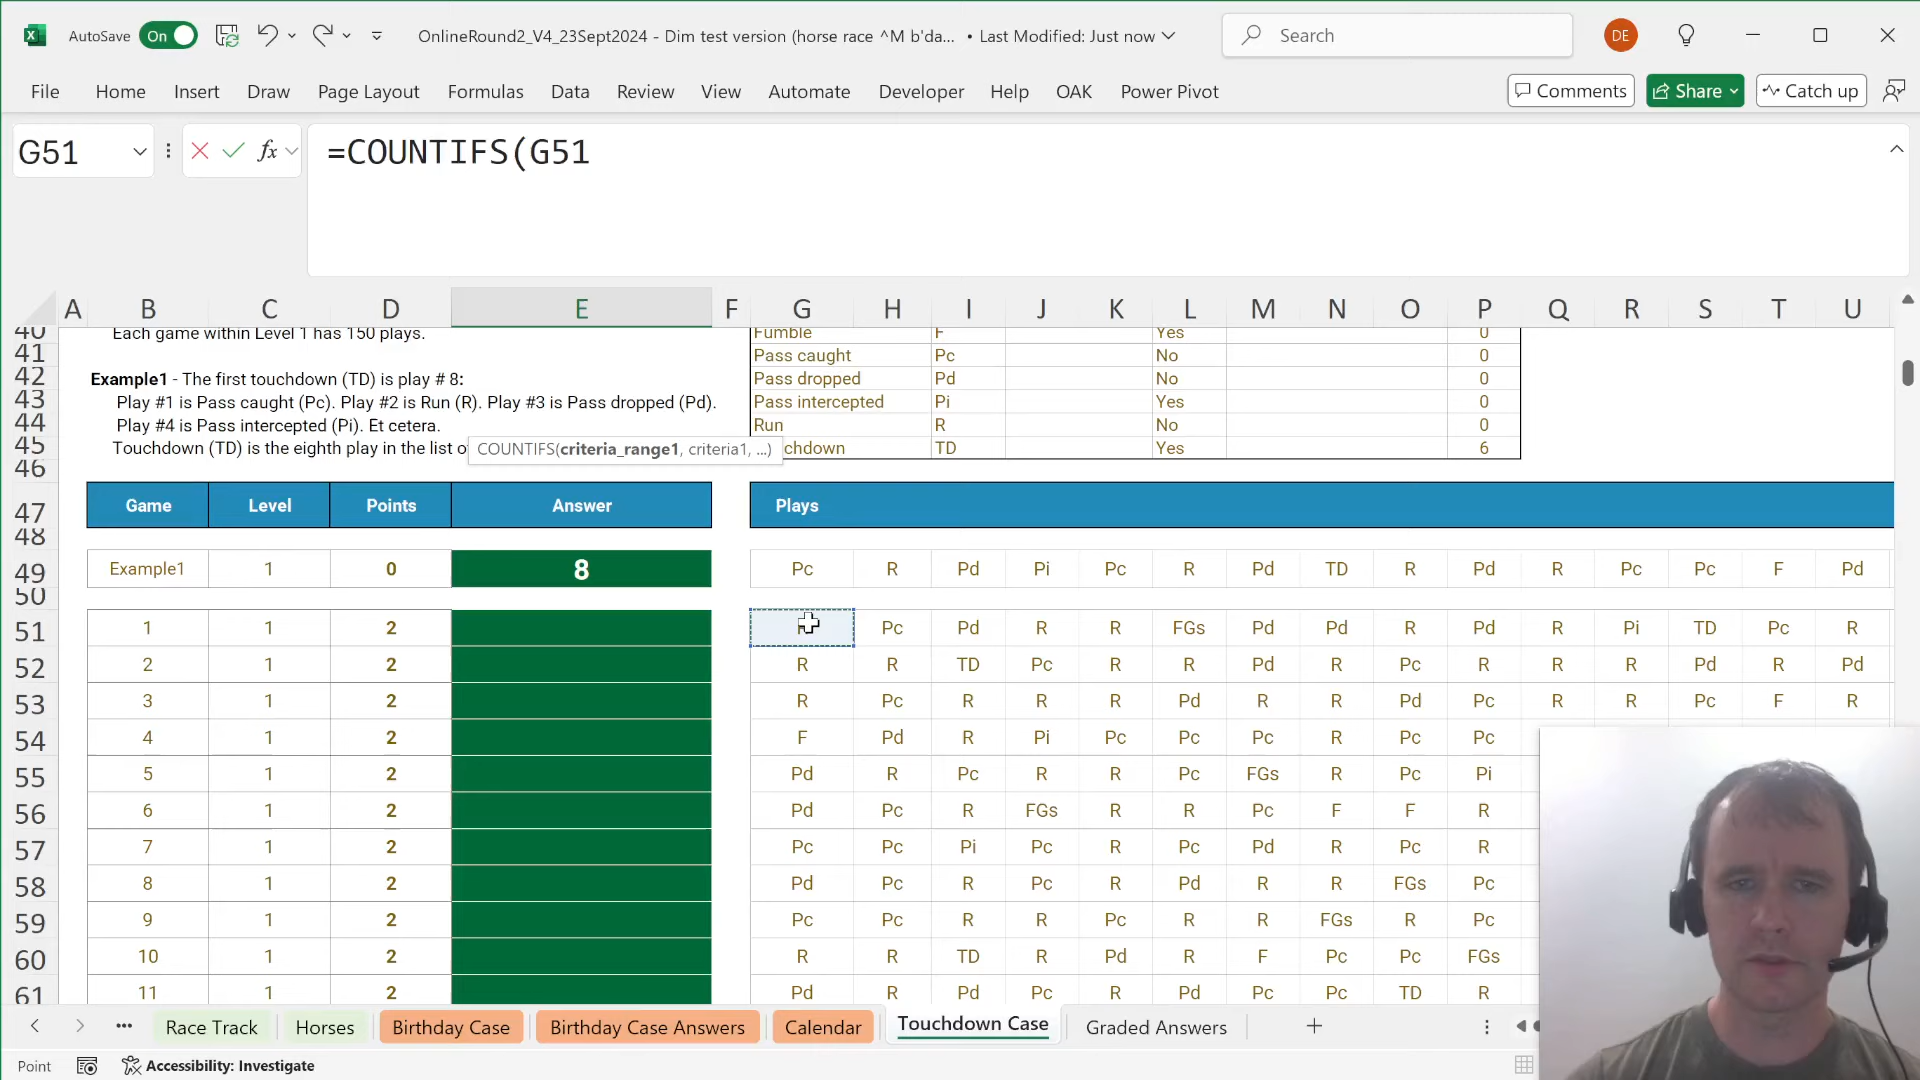 AutoSave On OnlineRound2_V4_23Sept2024 - Dim test version (horse race ^M b'da... • Last Modified: Just now Search DE
File Home Insert Draw Page Layout Formulas Data Review View Automate Developer Help OAK Power Pivot Comments Share Catch up
G51 fx =COUNTIFS(G51
A B C D E F G H I J K L M N O P Q R S T U
40 Each game within Level 1 has 150 plays. Fumble F Yes 0
41 Pass caught Pc No 0
42 Example1 - The first touchdown (TD) is play # 8: Pass dropped Pd No 0
43 Play #1 is Pass caught (Pc). Play #2 is Run (R). Play #3 is Pass dropped (Pd). Pass intercepted Pi Yes 0
44 Play #4 is Pass intercepted (Pi). Et cetera. Run R No 0
45 Touchdown (TD) is the eighth play in the list o COUNTIFS(criteria_range1, criteria1, ...) chdown TD Yes 6
46
47 Game Level Points Answer Plays
48
49 Example1 1 0 8 Pc R Pd Pi Pc R Pd TD R Pd R Pc Pc F Pd
50
51 1 1 2 Pc Pd R R FGs Pd Pd R Pd R Pi TD Pc R
52 2 1 2 R R TD Pc R R Pd R Pc R R R Pd R Pd
53 3 1 2 R Pc R R R Pd R R Pd Pc R R Pc F R
54 4 1 2 F Pd R Pi Pc Pc Pc R Pc Pc
55 5 1 2 Pd R Pc R R Pc FGs R Pc Pi
56 6 1 2 Pd Pc R FGs R R Pc F F R
57 7 1 2 Pc Pc Pi Pc R Pc Pd R Pc R
58 8 1 2 Pd Pc R Pc R Pd R R FGs Pc
59 9 1 2 Pc Pc R R Pc R R FGs R Pc
60 10 1 2 R R TD R Pd R F Pc Pc FGs
61 11 1 2 Pd R Pd Pc R Pd Pc Pc TD R
... Race Track Horses Birthday Case Birthday Case Answers Calendar Touchdown Case Graded Answers
Point Accessibility: Investigate